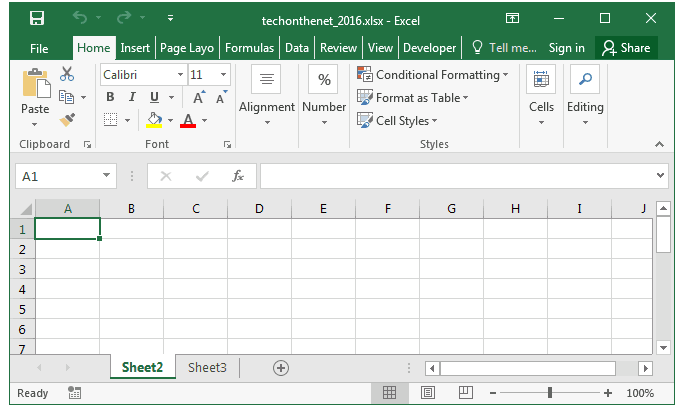 techonthenet_2016.xlsx - Excel
File Home Insert Page Layo Formulas Data Review View Developer Tell me... Sign in Share
Calibri 11 % Conditional Formatting
Paste B I U A A Alignment Number Format as Table Cells Editing
A Cell Styles
Clipboard Font Styles
A1 fx
A B C D E F G H I J
1
2
3
4
5
6
7
Sheet2 Sheet3
Ready 100%